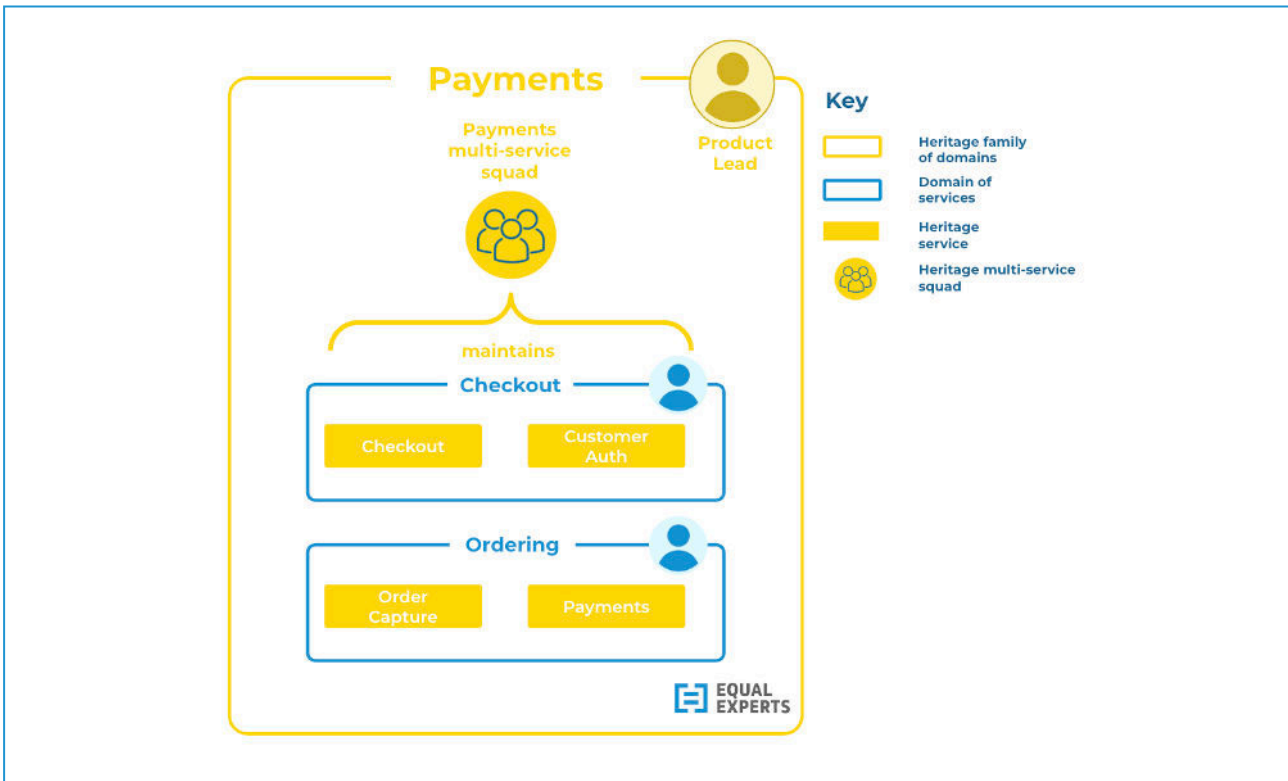 Payments
Payments
multi-service
squad
Product
Lead
maintains
Checkout
Checkout
Customer
Auth
Ordering
Order
Capture
Payments
EQUAL
EXPERTS
Key
Heritage family
of domains
Domain of
services
Heritage
service
Heritage multi-service
squad